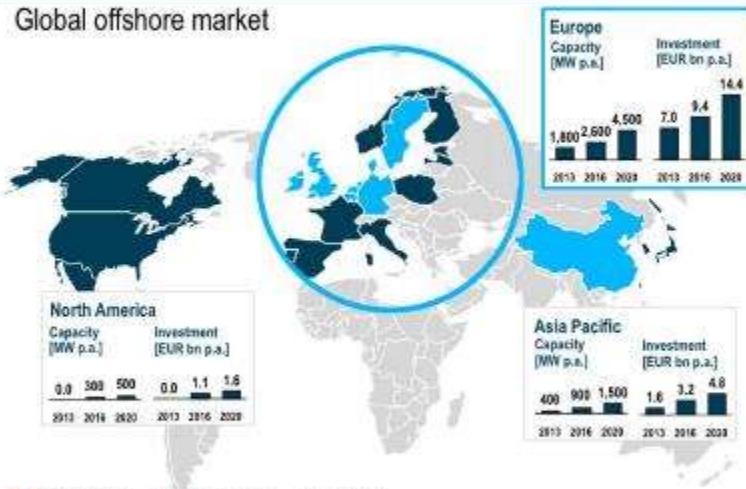 Global offshore market
Europe
Capacity Investment
[MW p.a.] [EUR bn p.a.]
1,800 2,600 4,500 7.0 9.4 14.4
2013 2016 2020 2013 2016 2020
North America
Capacity Investment
[MW p.a.] [EUR bn p.a.]
0.0 300 500 0.0 1.1 1.6
2013 2016 2020 2013 2016 2020
Asia Pacific
Capacity Investment
[MW p.a.] [EUR bn p.a.]
400 900 1,500 1.6 3.2 4.8
2013 2016 2020 2013 2016 2020